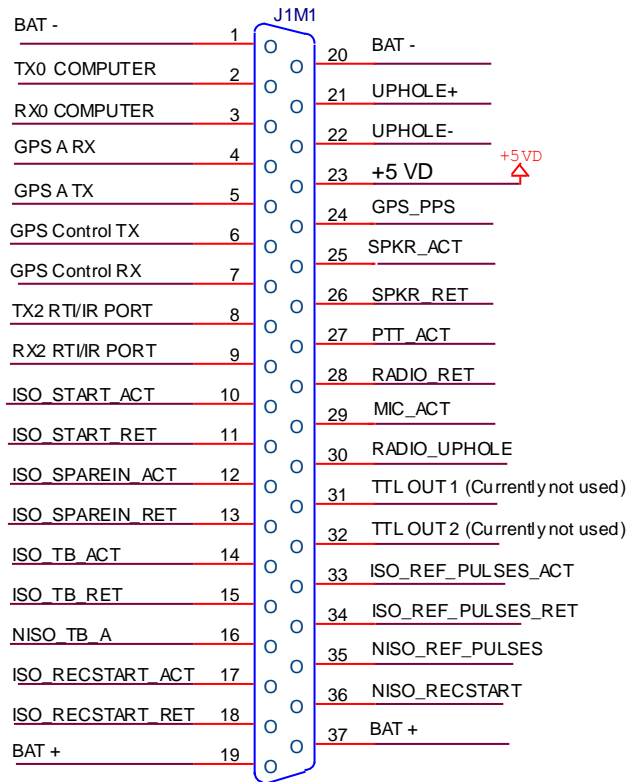 J1M1
BAT -
1
TX0 COMPUTER
2
RX0 COMPUTER
3
GPS A RX
4
GPS A TX
5
GPS Control TX
6
GPS Control RX
7
TX2 RTI/IR PORT
8
RX2 RTI/IR PORT
9
ISO_START_ACT
10
ISO_START_RET
11
ISO_SPAREIN_ACT
12
ISO_SPAREIN_RET
13
ISO_TB_ACT
14
ISO_TB_RET
15
NISO_TB_A
16
ISO_RECSTART_ACT
17
ISO_RECSTART_RET
18
BAT +
19
20 BAT -
21 UPHOLE+
22 UPHOLE-
23 +5 VD
+5VD
24 GPS_PPS
25 SPKR_ACT
26 SPKR_RET
27 PTT_ACT
28 RADIO_RET
29 MIC_ACT
30 RADIO_UPHOLE
31 TTL OUT 1 (Currently not used)
32 TTL OUT 2 (Currently not used)
33 ISO_REF_PULSES_ACT
34 ISO_REF_PULSES_RET
35 NISO_REF_PULSES
36 NISO_RECSTART
37 BAT +